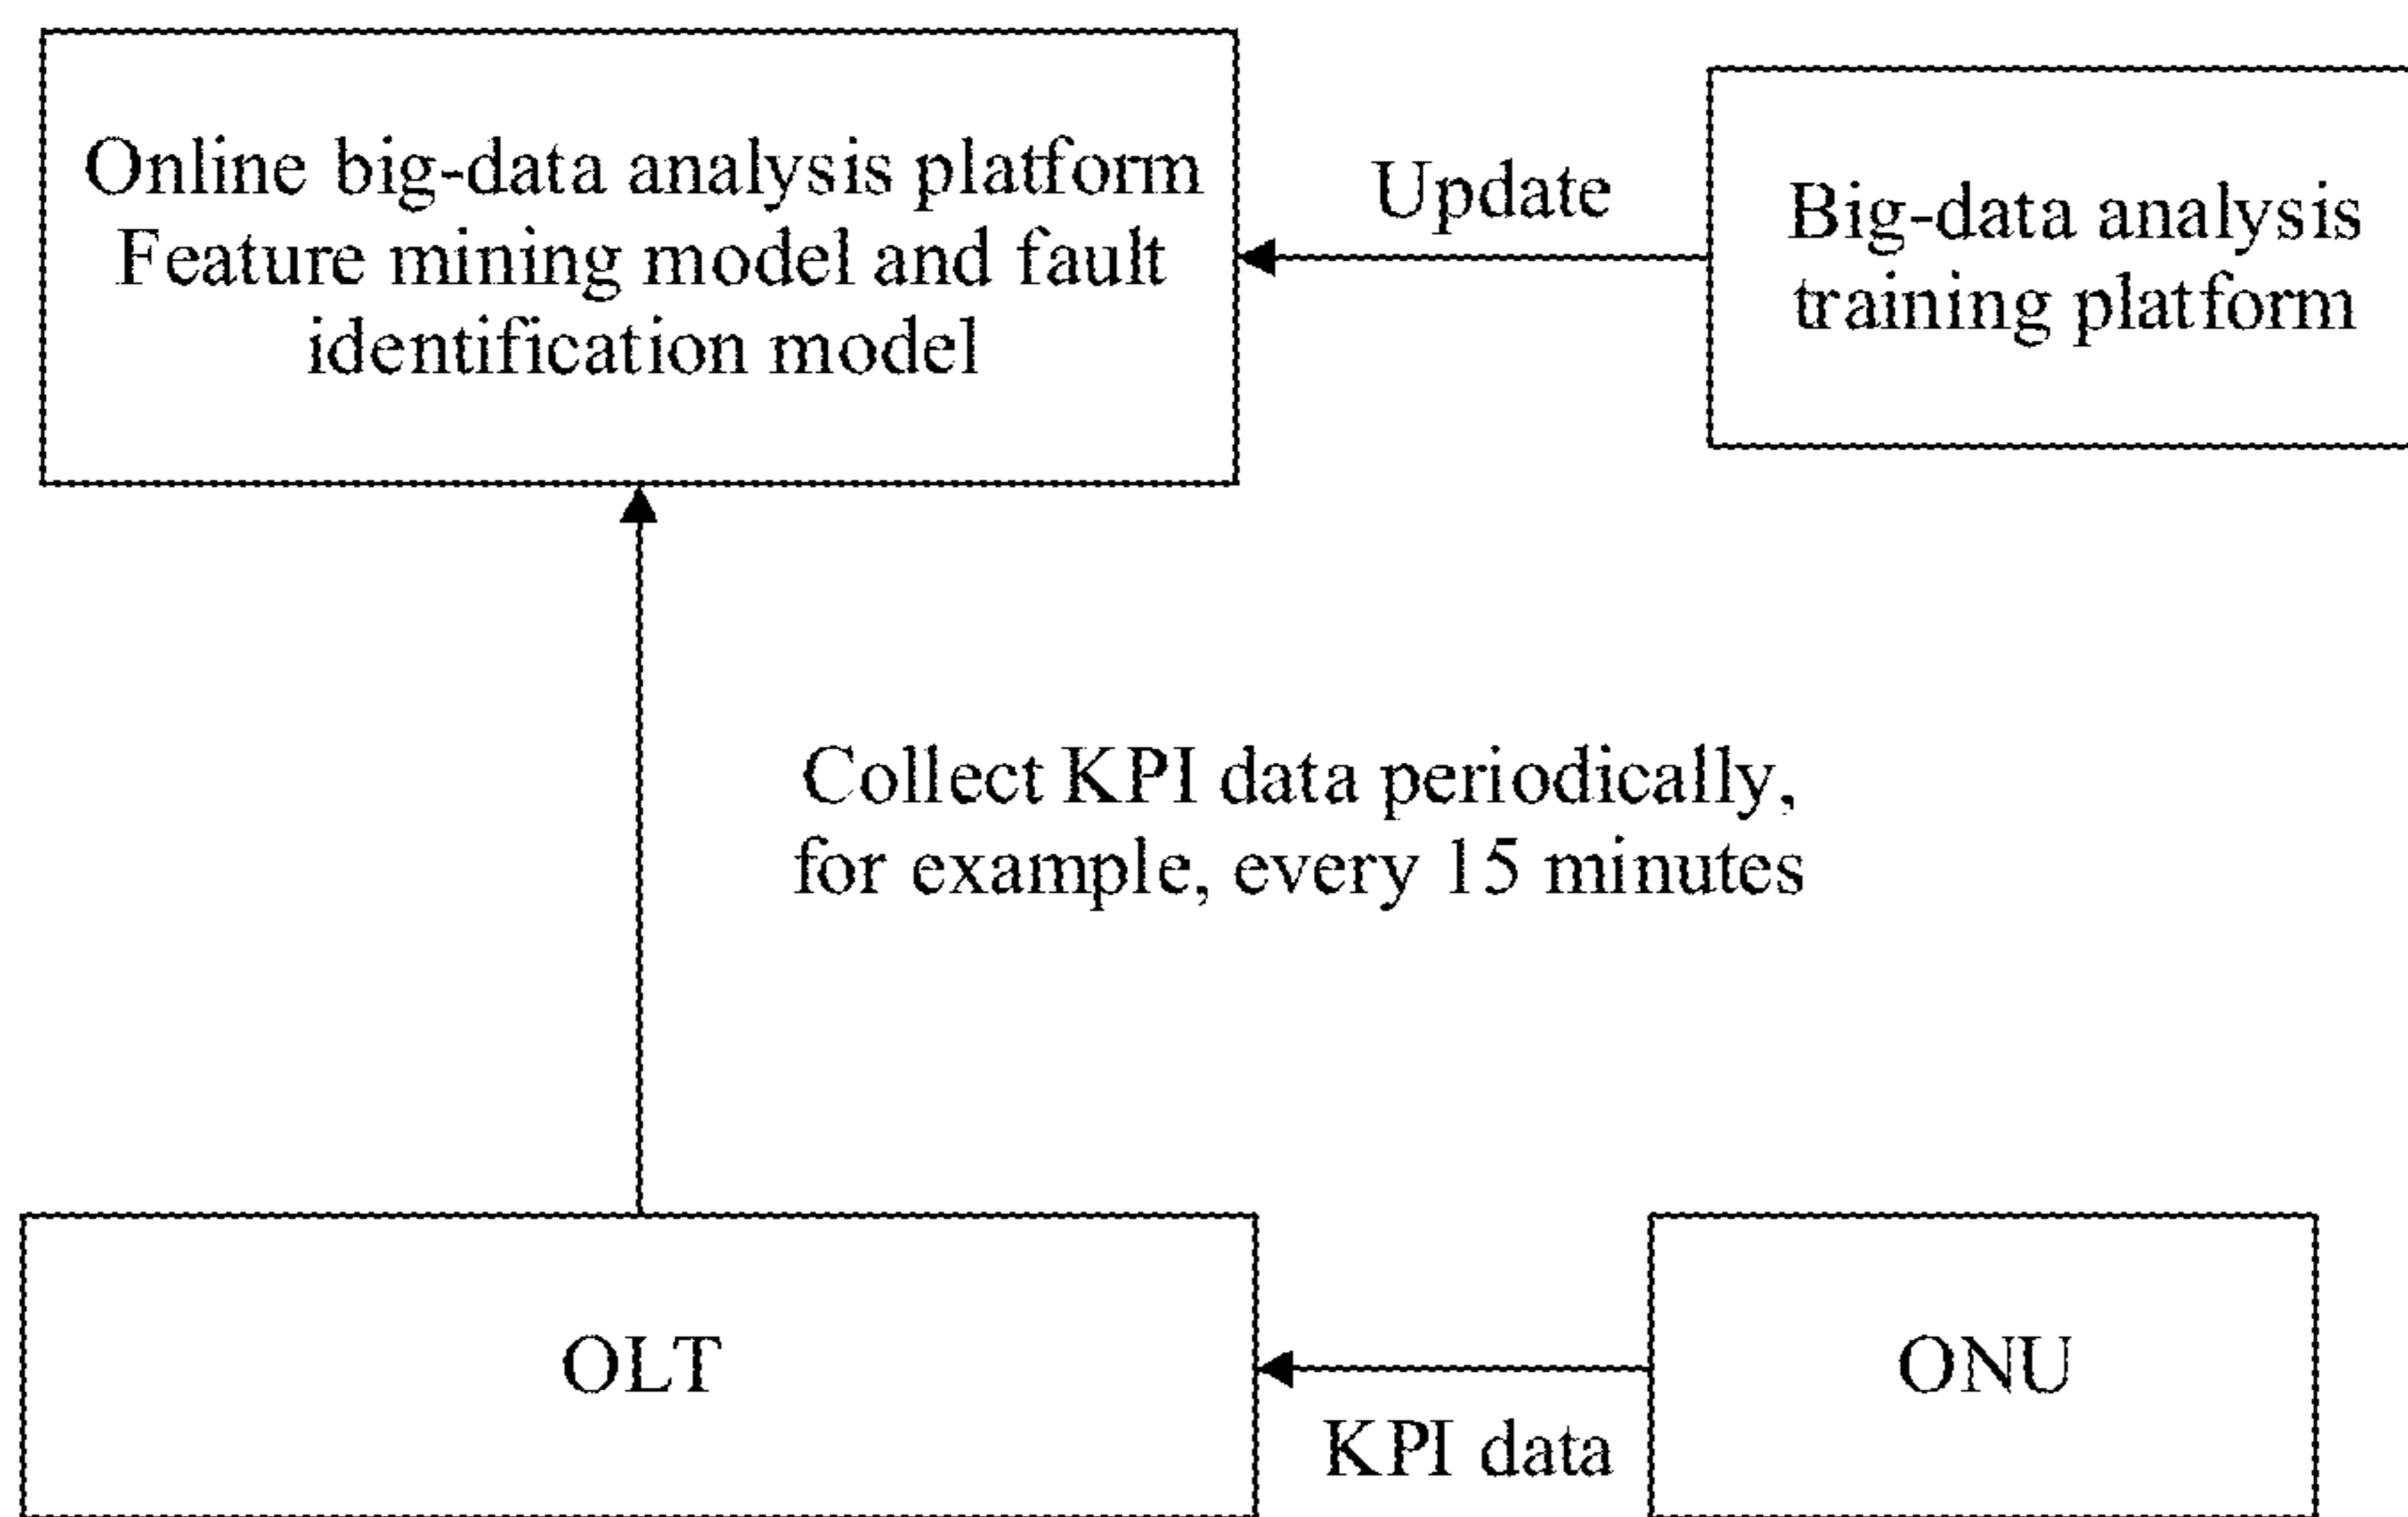 Online big-data analysis platform
Feature mining model and fault
identification model
Update
Big-data analysis
training platform
Collect KPI data periodically,
for example, every 15 minutes
OLT
KPI data
ONU